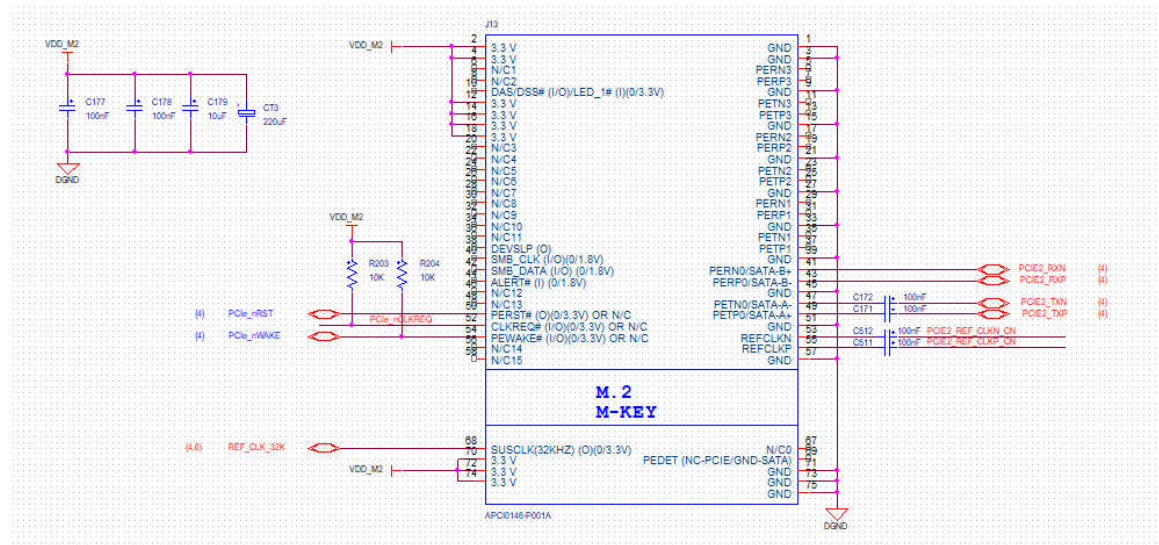 J13
VDD_M2
C177
100nF
C178
100nF
C179
10uF
CT3
220uF
DGND
VDD_M2
2 3.3 V
4 3.3 V
6 N/C1
8 N/C2
10 DAS/DSS# (I/O)/LED_1# (I)(0/3.3V)
12 3.3 V
14 3.3 V
16 3.3 V
18 3.3 V
20 N/C3
22 N/C4
24 N/C5
26 N/C6
28 N/C7
30 N/C8
32 N/C9
34 N/C10
36 N/C11
38 DEVSLP (O)
40 SMB_CLK (I/O)(0/1.8V)
42 SMB_DATA (I/O) (0/1.8V)
44 ALERT# (I) (0/1.8V)
46 N/C12
48 N/C13
50 PERST# (O)(0/3.3V) OR N/C
52 CLKREQ# (I/O)(0/3.3V) OR N/C
54 PEWAKE# (I/O)(0/3.3V) OR N/C
56 N/C14
58 N/C15
1 GND
3 GND
5 PERN3
7 PERP3
9 GND
11 PETN3
13 PETP3
15 GND
17 PERN2
19 PERP2
21 GND
23 PETN2
25 PETP2
27 GND
29 PERN1
31 PERP1
33 GND
35 PETN1
37 PETP1
39 GND
41 PERN0/SATA-B+
43 PERP0/SATA-B-
45 GND
47 PETN0/SATA-A-
49 PETP0/SATA-A+
51 GND
53 REFCLKN
55 REFCLKP
57 GND
VDD_M2
R203
10K
R204
10K
(4) PCIe_nRST
PCIe_nCLKREQ
(4) PCIe_nWAKE
PCIE2_RXN (4)
PCIE2_RXP (4)
C172 100nF PCIE2_TXN (4)
C171 100nF PCIE2_TXP (4)
C512 100nF PCIE2_REF_CLKN_CN
C511 100nF PCIE2_REF_CLKP_CN
M.2
M-KEY
(4,6) REF_CLK_32K
VDD_M2
68 SUSCLK(32KHZ) (O)(0/3.3V)
70 3.3 V
72 3.3 V
74 3.3 V
67 N/C0
69 PEDET (NC-PCIE/GND-SATA)
71 GND
73 GND
75 GND
APCI0146-P001A
DGND